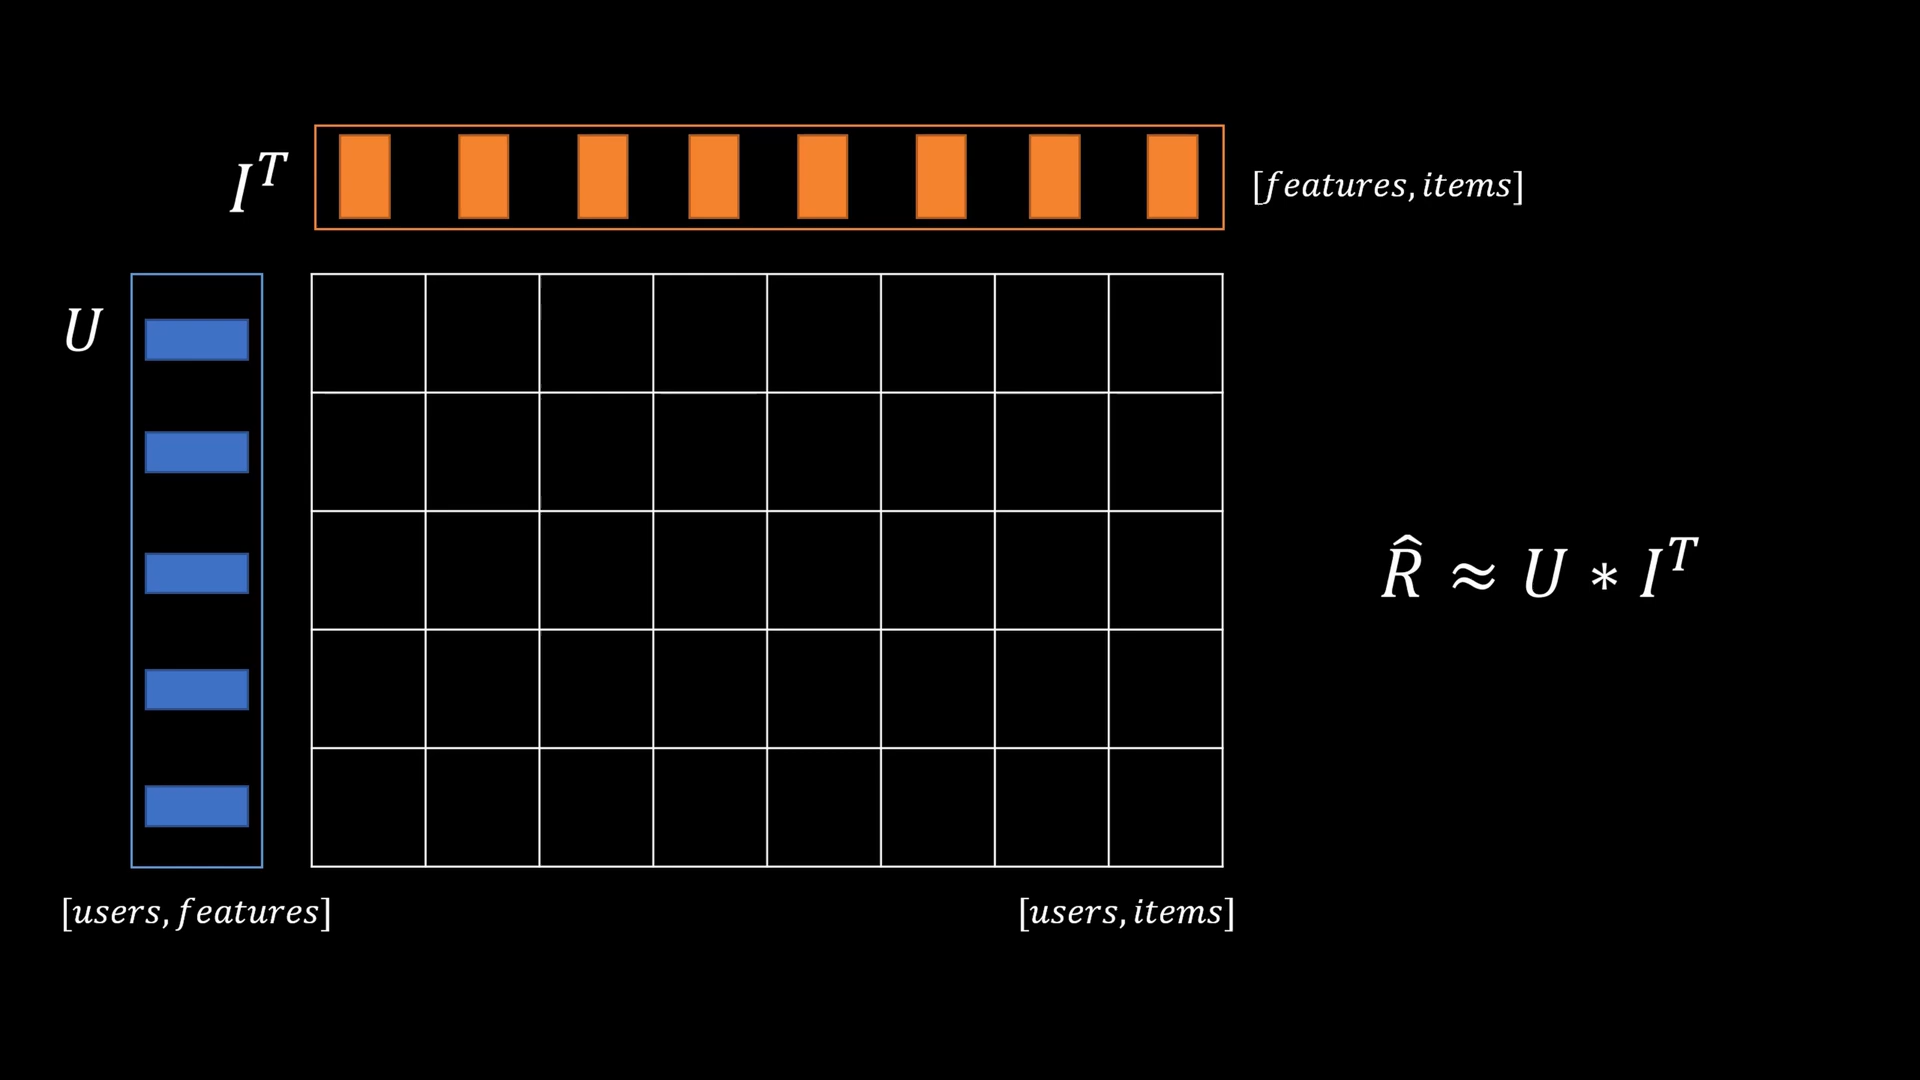 I^T
[features, items]
U
R̂ ≈ U * I^T
[users, features]
[users, items]